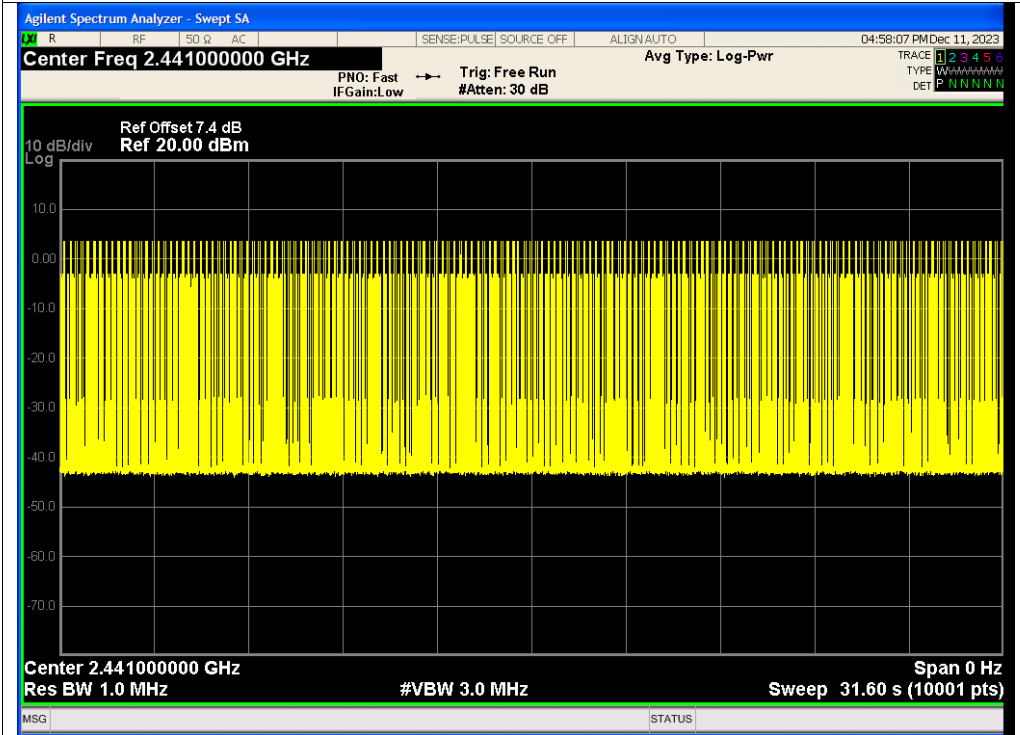 Agilent Spectrum Analyzer - Swept SA
LXI R RF 50 Ω AC SENSE:PULSE SOURCE OFF ALIGN AUTO 04:58:07 PM Dec 11, 2023
Center Freq 2.441000000 GHz
PNO: Fast
IFGain:Low
Trig: Free Run
#Atten: 30 dB
Avg Type: Log-Pwr
TRACE 1 2 3 4 5 6
TYPE
DET P N N N N N
Ref Offset 7.4 dB
10 dB/div Ref 20.00 dBm
Log
10.0
0.00
-10.0
-20.0
-30.0
-40.0
-50.0
-60.0
-70.0
Center 2.441000000 GHz Span 0 Hz
Res BW 1.0 MHz #VBW 3.0 MHz Sweep 31.60 s (10001 pts)
MSG STATUS